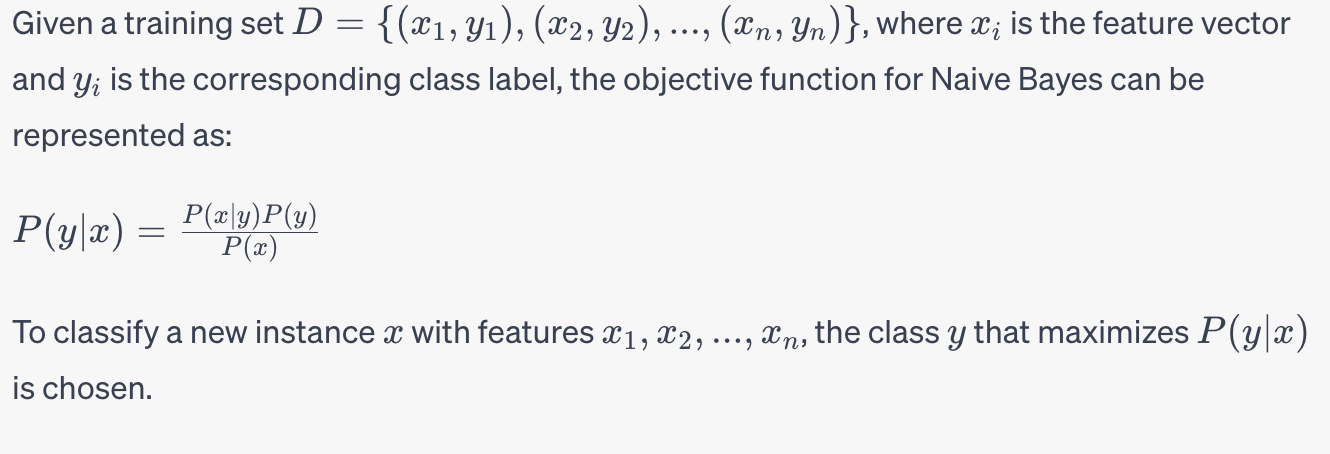 Given a training set D = {(x₁, y₁), (x₂, y₂), ..., (xₙ, yₙ)}, where xᵢ is the feature vector
and yᵢ is the corresponding class label, the objective function for Naive Bayes can be
represented as:
P(y|x) = P(x|y)P(y) / P(x)
To classify a new instance x with features x₁, x₂, ..., xₙ, the class y that maximizes P(y|x)
is chosen.